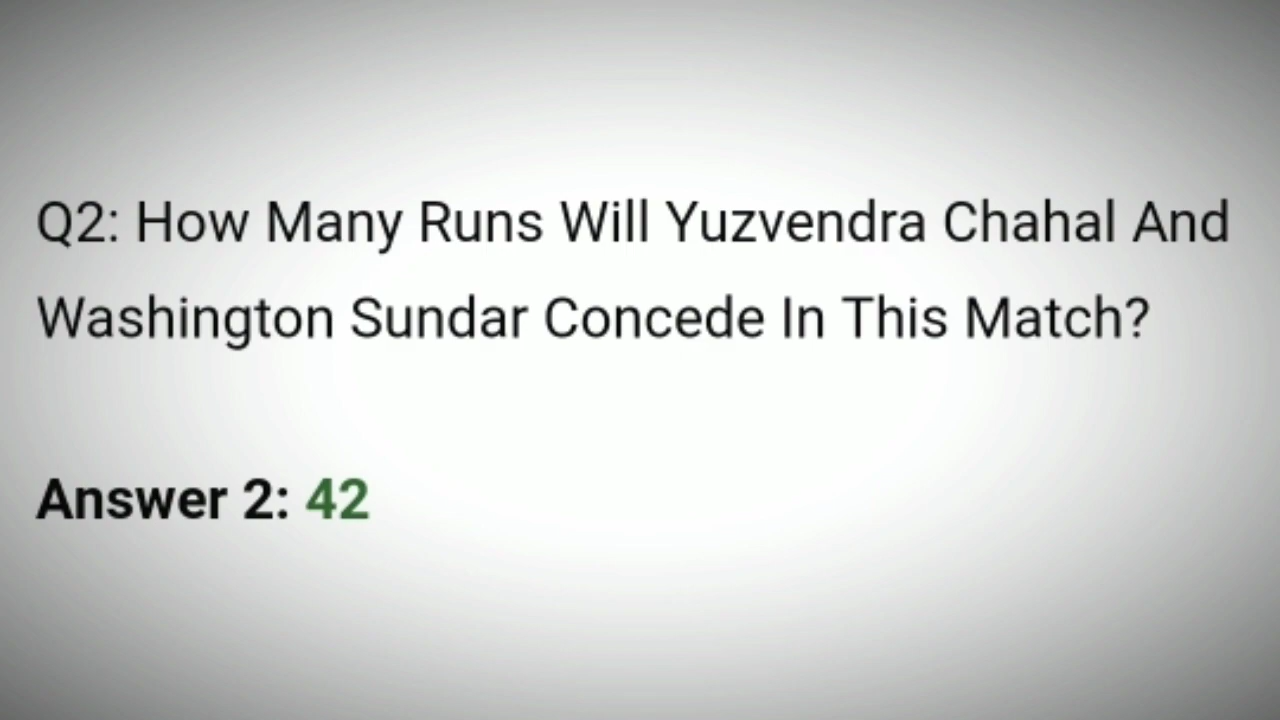 Q2: How Many Runs Will Yuzvendra Chahal And
Washington Sundar Concede In This Match?
Answer 2: 42